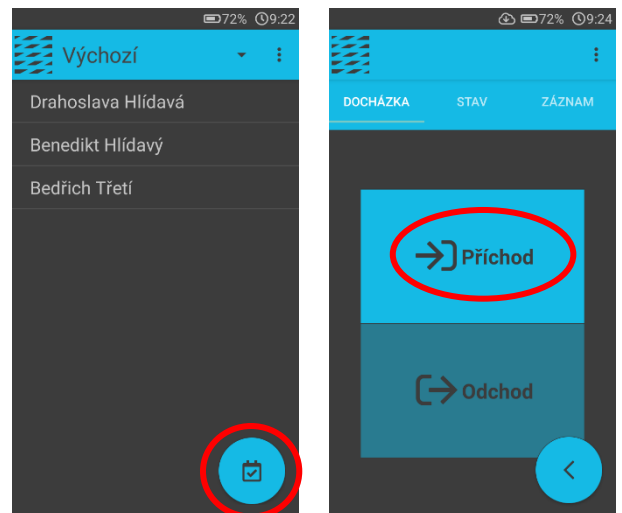 72% 9:22
Výchozí
Drahoslava Hlídavá
Benedikt Hlídavý
Bedřich Třetí
72% 9:24
DOCHÁZKA STAV ZÁZNAM
Příchod
Odchod